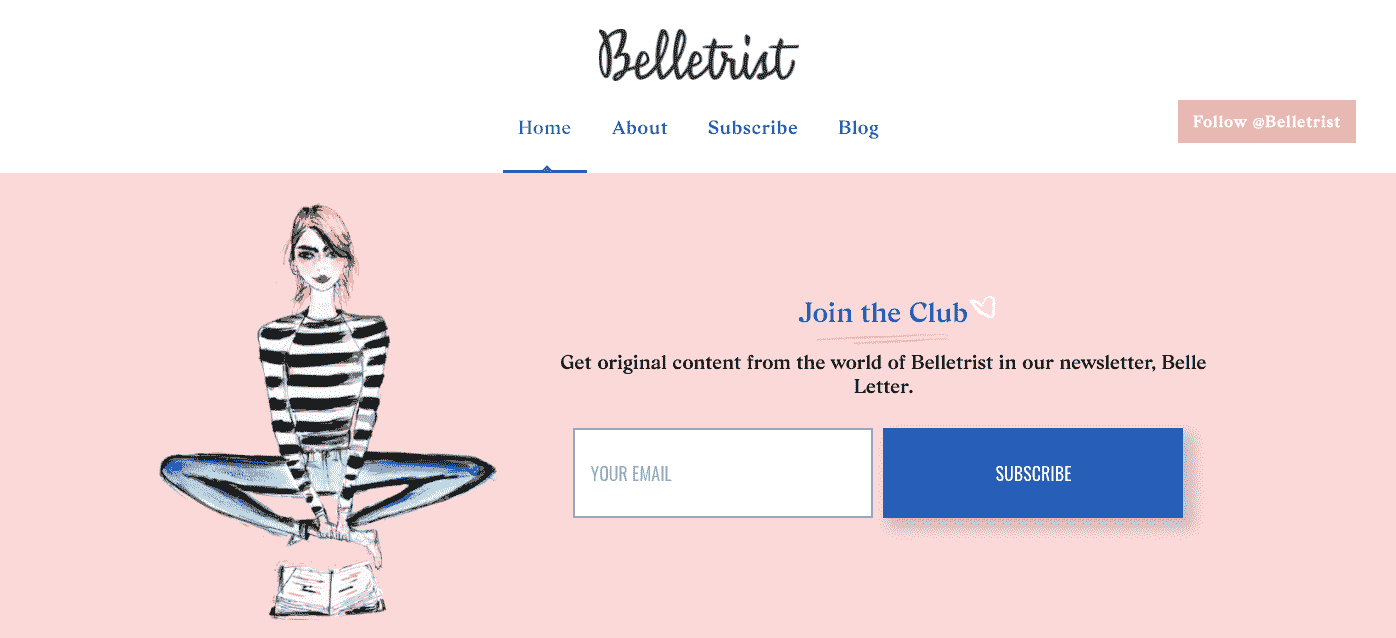 Belletrist
Home About Subscribe Blog
Follow @Belletrist
Join the Club
Get original content from the world of Belletrist in our newsletter, Belle
Letter.
YOUR EMAIL
SUBSCRIBE